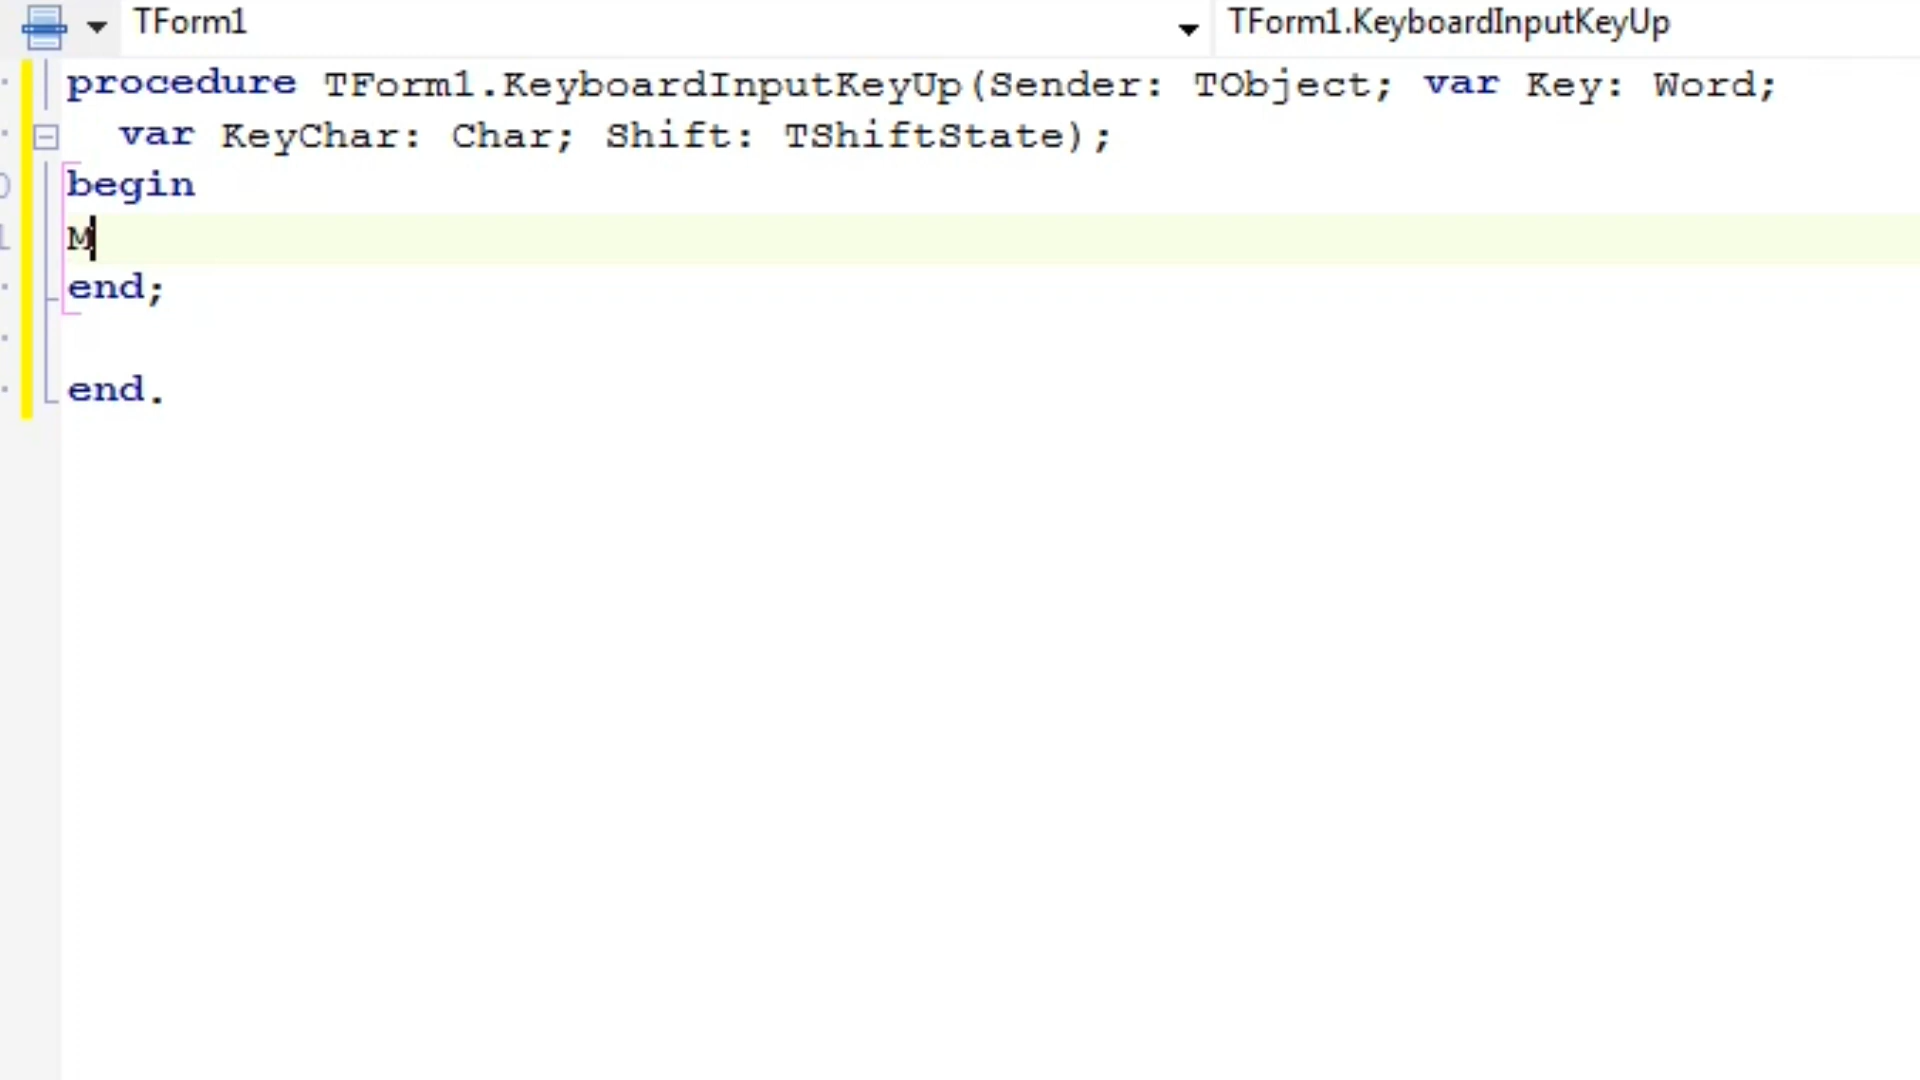 TForm1 TForm1.KeyboardInputKeyUp
procedure TForm1.KeyboardInputKeyUp(Sender: TObject; var Key: Word;
var KeyChar: Char; Shift: TShiftState);
begin
M
end;
end.